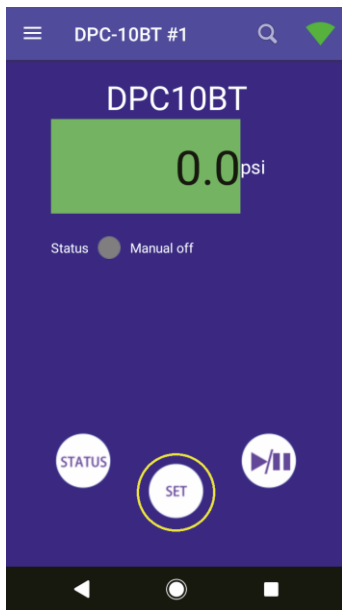 DPC-10BT #1
DPC10BT
0.0psi
Status Manual off
STATUS
SET